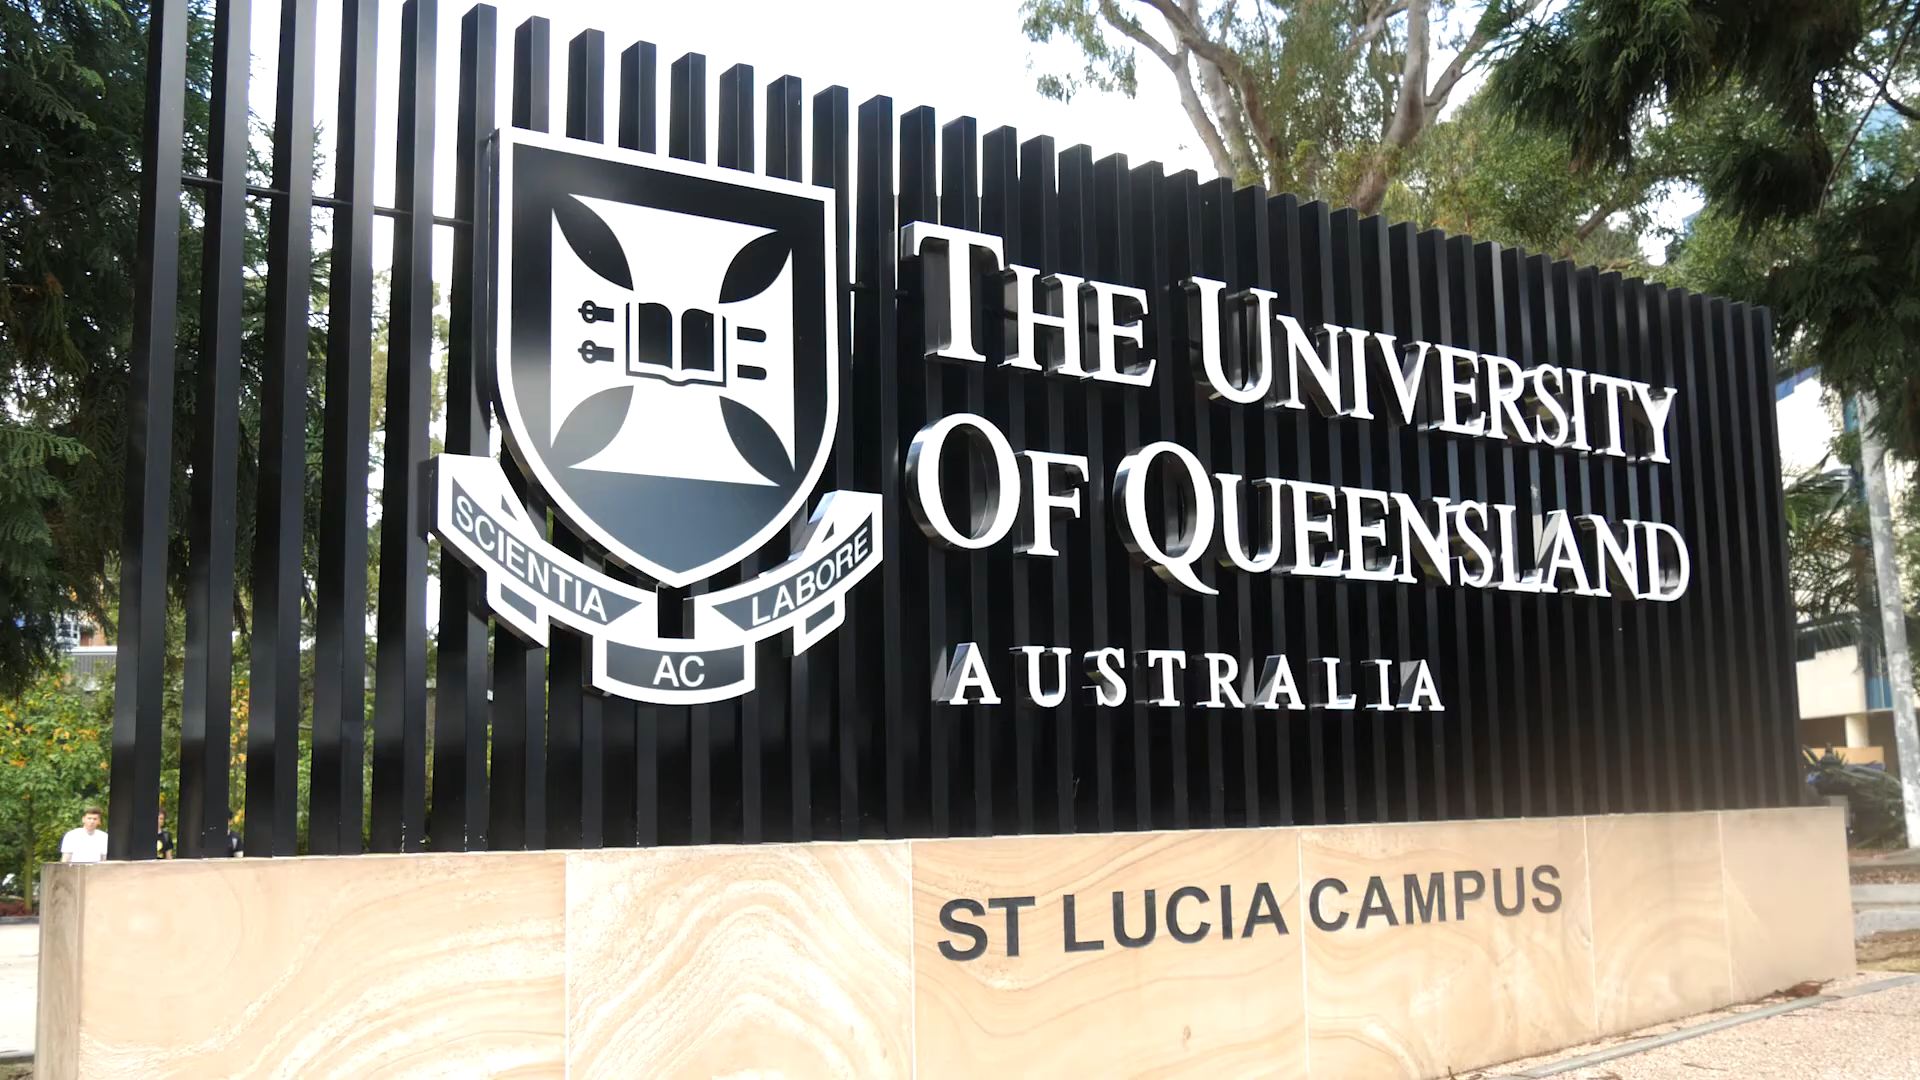 SCIENTIA
AC
LABORE
THE UNIVERSITY
OF QUEENSLAND
AUSTRALIA
ST LUCIA CAMPUS